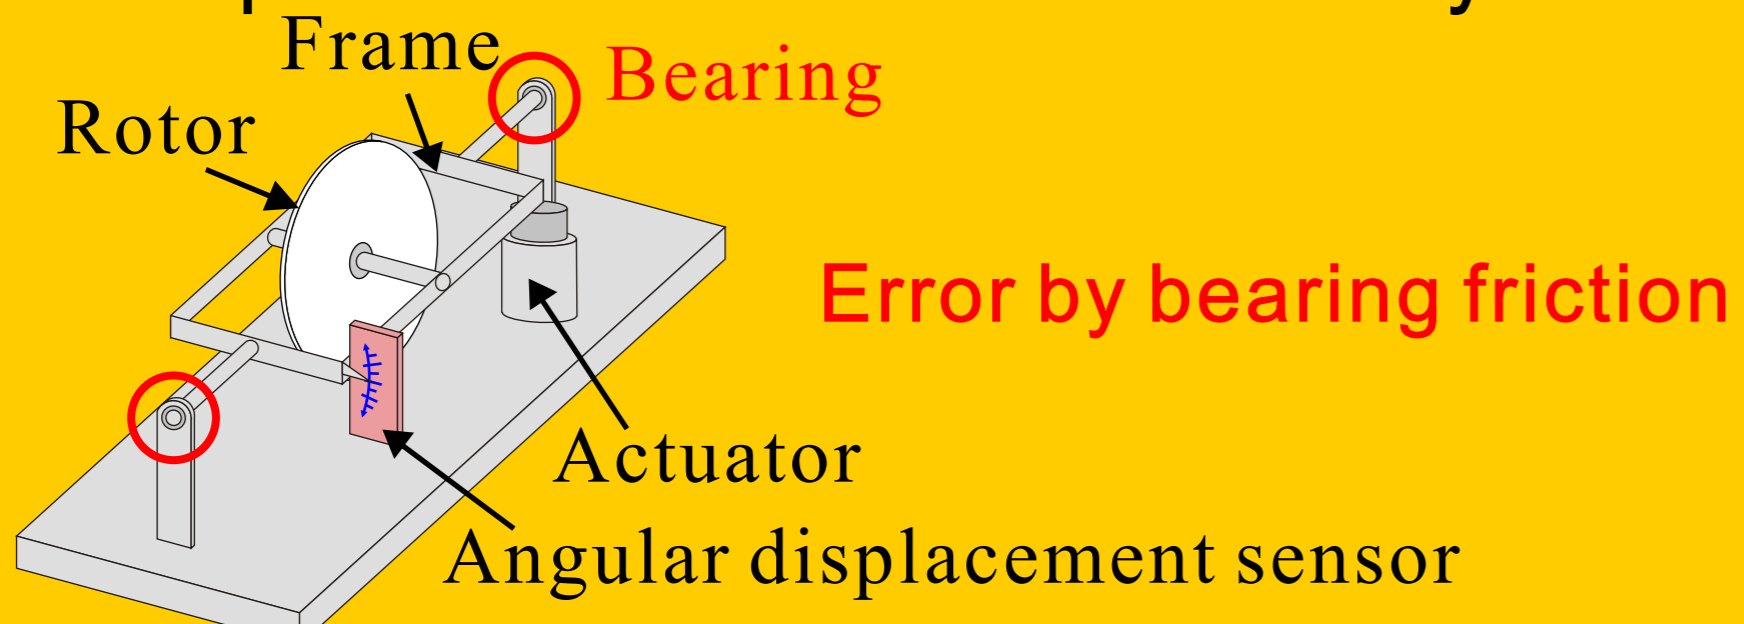 Frame
Bearing
Rotor
Error by bearing friction
Actuator
Angular displacement sensor